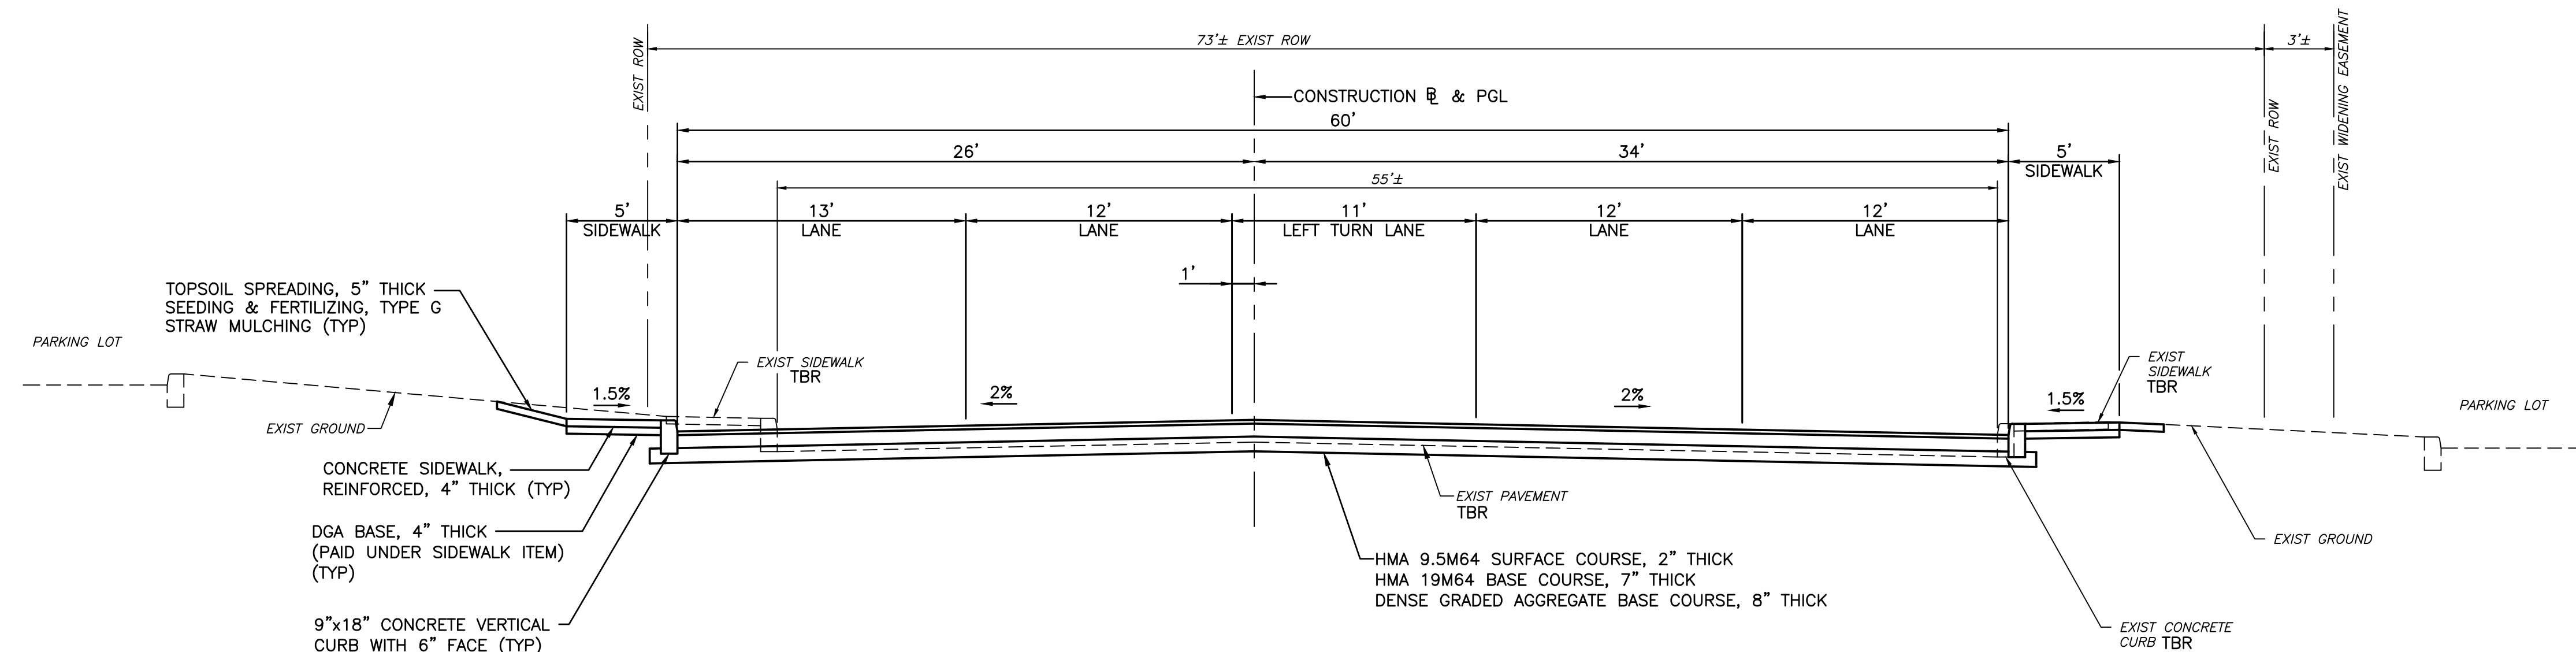 73'± EXIST ROW
3'±
EXIST ROW
EXIST ROW
EXIST WIDENING EASEMENT
CONSTRUCTION BL & PGL
60'
26'
34'
5'
SIDEWALK
55'±
5'
SIDEWALK
13'
LANE
12'
LANE
11'
LEFT TURN LANE
12'
LANE
12'
LANE
1'
TOPSOIL SPREADING, 5" THICK
SEEDING & FERTILIZING, TYPE G
STRAW MULCHING (TYP)
PARKING LOT
EXIST SIDEWALK
TBR
EXIST
SIDEWALK
TBR
1.5%
2%
2%
1.5%
PARKING LOT
EXIST GROUND
CONCRETE SIDEWALK,
REINFORCED, 4" THICK (TYP)
EXIST PAVEMENT
TBR
DGA BASE, 4" THICK
(PAID UNDER SIDEWALK ITEM)
(TYP)
EXIST GROUND
HMA 9.5M64 SURFACE COURSE, 2" THICK
HMA 19M64 BASE COURSE, 7" THICK
DENSE GRADED AGGREGATE BASE COURSE, 8" THICK
9"x18" CONCRETE VERTICAL
CURB WITH 6" FACE (TYP)
EXIST CONCRETE
CURB TBR